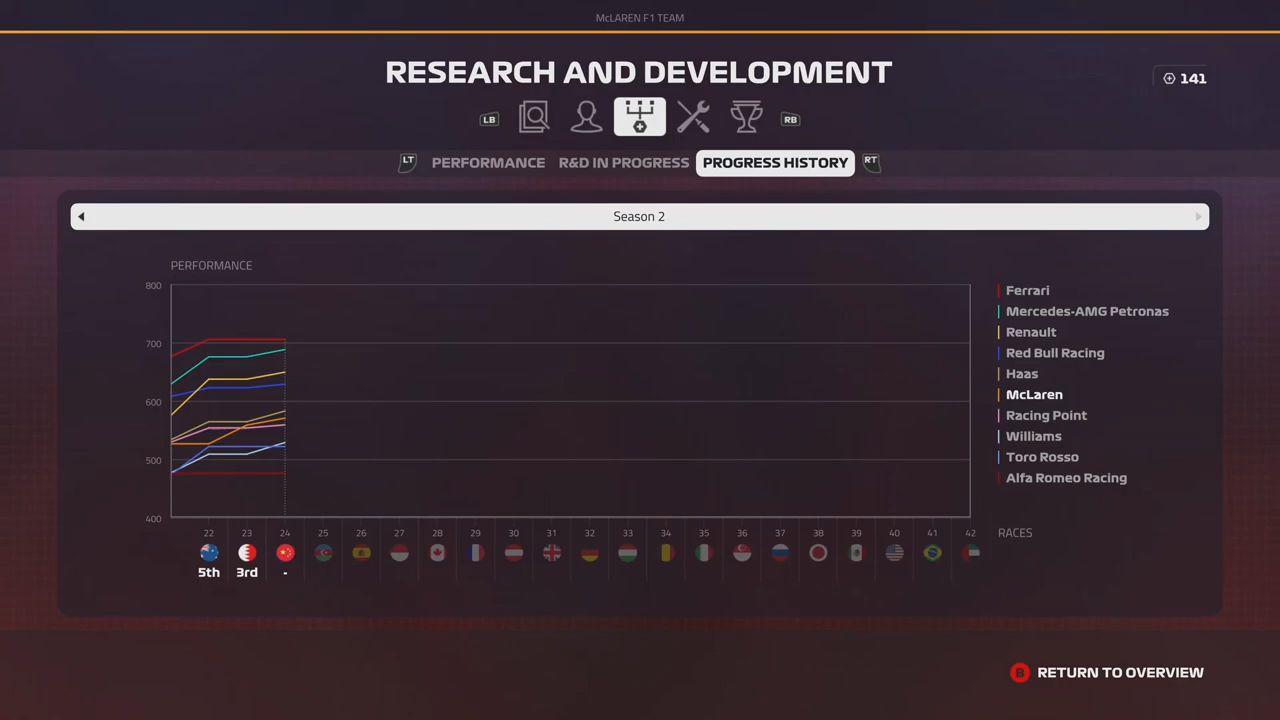 McLAREN F1 TEAM
RESEARCH AND DEVELOPMENT
141
LB
RB
LT PERFORMANCE R&D IN PROGRESS PROGRESS HISTORY RT
Season 2
PERFORMANCE
800
700
600
500
400
Ferrari
Mercedes-AMG Petronas
Renault
Red Bull Racing
Haas
McLaren
Racing Point
Williams
Toro Rosso
Alfa Romeo Racing
22 23 24 25 26 27 28 29 30 31 32 33 34 35 36 37 38 39 40 41 42 RACES
5th 3rd -
B RETURN TO OVERVIEW